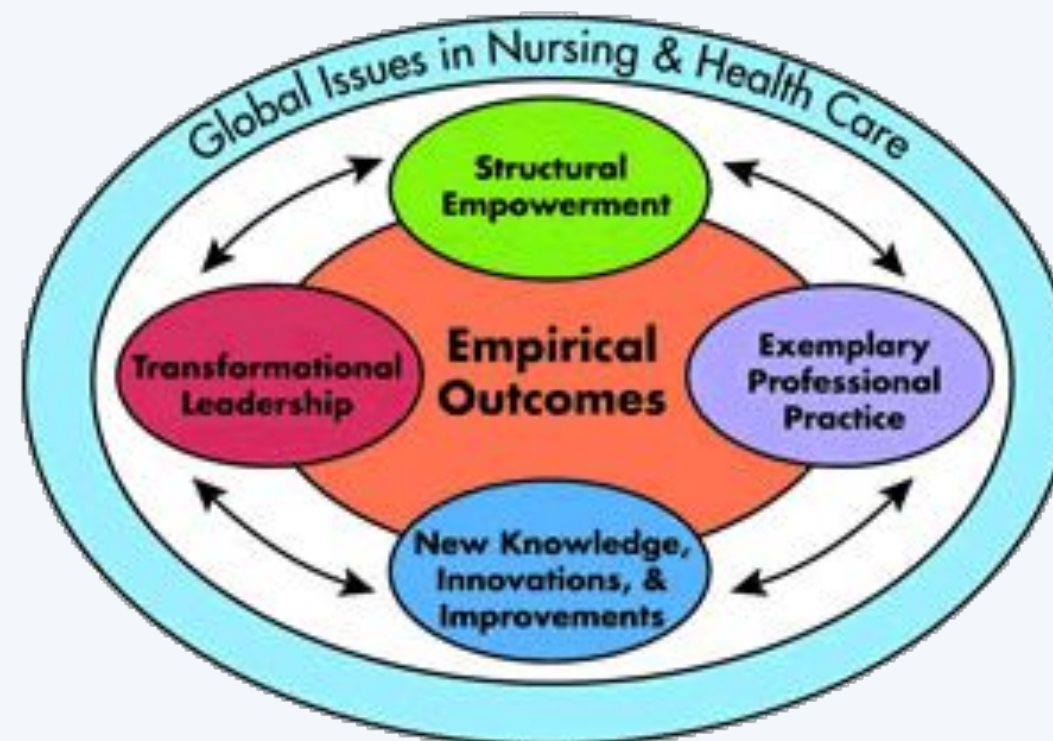 Global Issues in Nursing & Health Care
Structural
Empowerment
Transformational
Leadership
Empirical
Outcomes
Exemplary
Professional
Practice
New Knowledge,
Innovations, &
Improvements